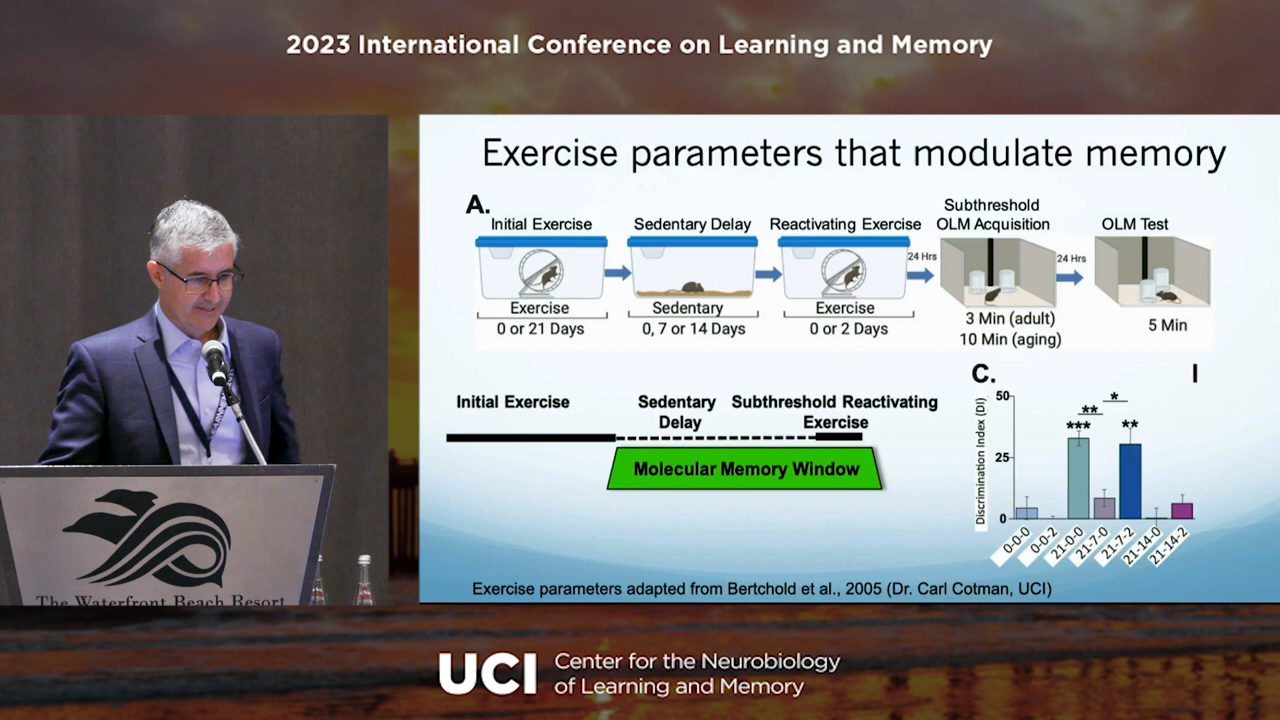 2023 International Conference on Learning and Memory
Exercise parameters that modulate memory
A.
Initial Exercise
Sedentary Delay
Reactivating Exercise
Subthreshold
OLM Acquisition
OLM Test
24 Hrs
24 Hrs
Exercise
0 or 21 Days
Sedentary
0, 7 or 14 Days
Exercise
0 or 2 Days
3 Min (adult)
10 Min (aging)
5 Min
Initial Exercise
Sedentary
Delay
Subthreshold Reactivating
Exercise
Molecular Memory Window
C.
I
Discrimination Index (DI)
50
25
0
***
**
*
**
0-0-0
0-0-2
21-0-0
21-7-0
21-7-2
21-14-0
21-14-2
Exercise parameters adapted from Bertchold et al., 2005 (Dr. Carl Cotman, UCI)
The Waterfront Beach Resort
UCI
Center for the Neurobiology
of Learning and Memory